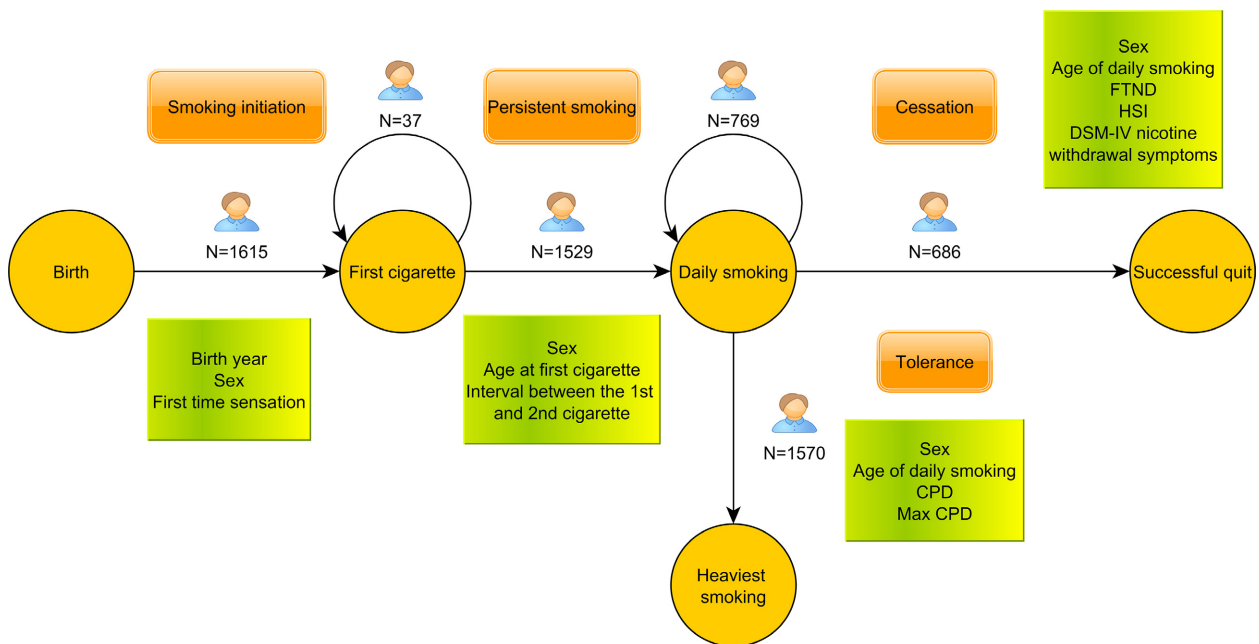 Smoking initiation
N=37
Persistent smoking
N=769
Cessation
Sex
Age of daily smoking
FTND
HSI
DSM-IV nicotine
withdrawal symptoms
Birth
N=1615
First cigarette
N=1529
Daily smoking
N=686
Successful quit
Birth year
Sex
First time sensation
Sex
Age at first cigarette
Interval between the 1st
and 2nd cigarette
Tolerance
N=1570
Sex
Age of daily smoking
CPD
Max CPD
Heaviest
smoking